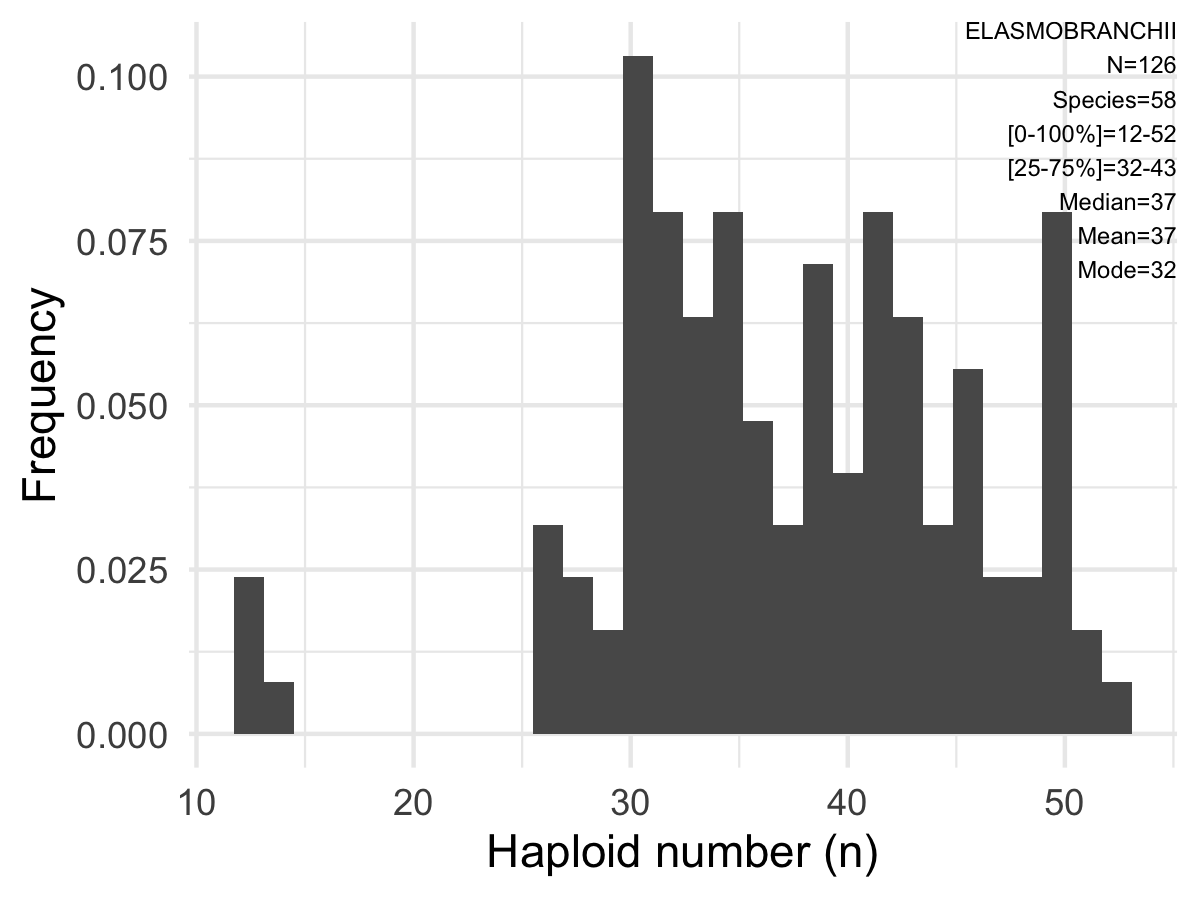 ELASMOBRANCHII
N=126
Species=58
[0-100%]=12-52
[25-75%]=32-43
Median=37
Mean=37
Mode=32
Frequency
0.100
0.075
0.050
0.025
0.000
10 20 30 40 50
Haploid number (n)